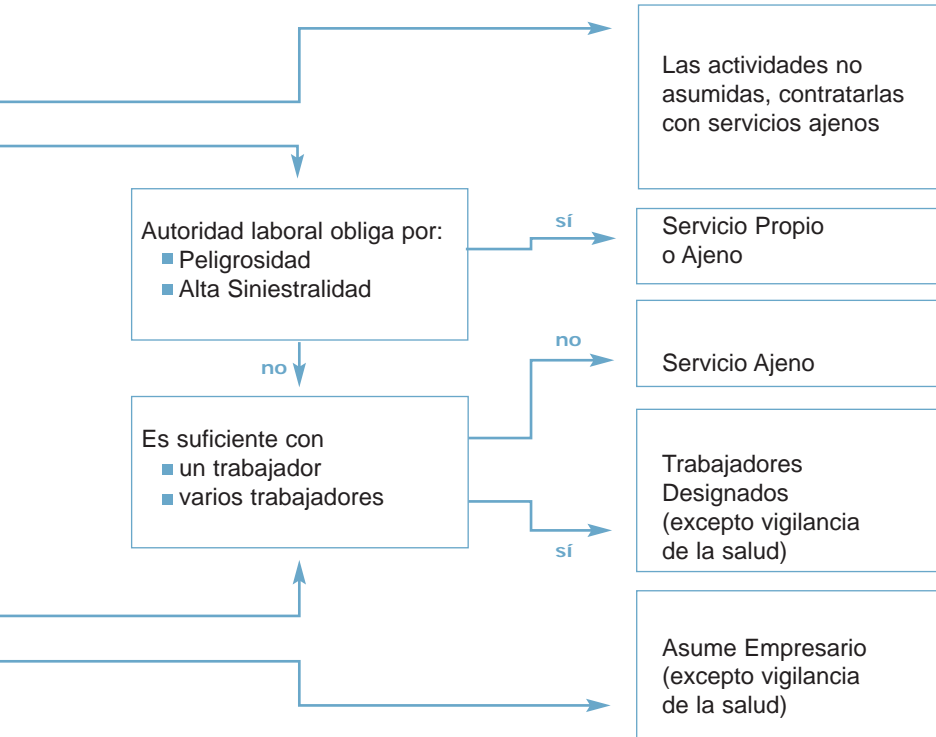 Las actividades no
asumidas, contratarlas
con servicios ajenos
Autoridad laboral obliga por:
Peligrosidad
Alta Siniestralidad
sí
Servicio Propio
o Ajeno
no
no
Servicio Ajeno
Es suficiente con
un trabajador
varios trabajadores
sí
Trabajadores
Designados
(excepto vigilancia
de la salud)
Asume Empresario
(excepto vigilancia
de la salud)